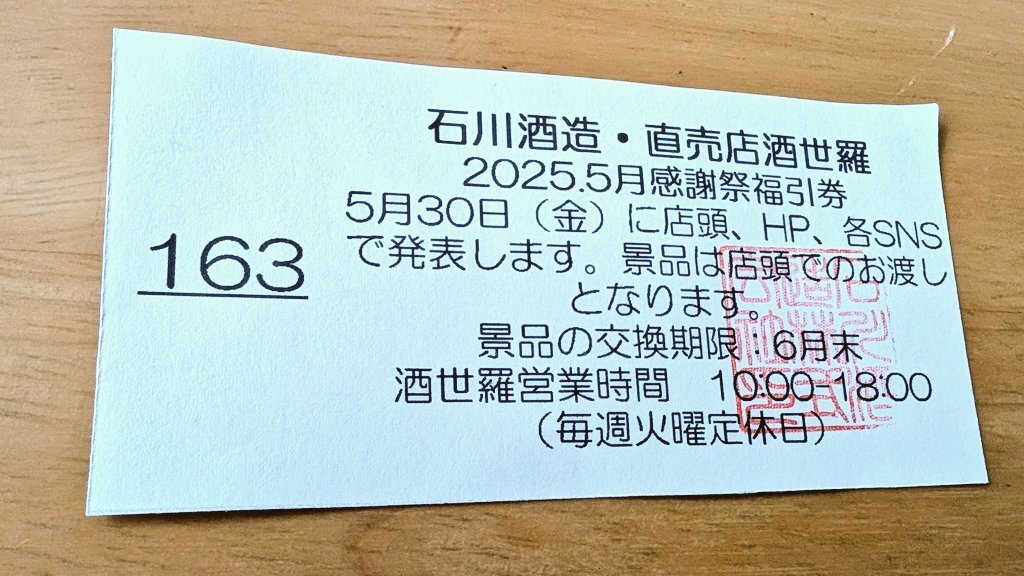 石川酒造・直売店酒世羅
2025.5月感謝祭福引券
5月30日（金）に店頭、HP、各SNS
で発表します。景品は店頭でのお渡し
となります。
163
景品の交換期限：6月末
酒世羅営業時間　10:00-18:00
（毎週火曜定休日）